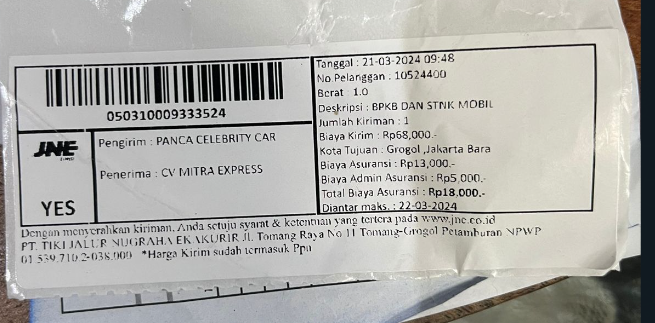 050310009333524
JNE
EXPRESS
YES
Pengirim : PANCA CELEBRITY CAR
Penerima : CV MITRA EXPRESS
Tanggal : 21-03-2024 09:48
No.Pelanggan : 10524400
Berat : 1.0
Deskripsi : BPKB DAN STNK MOBIL
Jumlah Kiriman : 1
Biaya Kirim : Rp68,000.-
Kota Tujuan : Grogol ,Jakarta Bara
Biaya Asuransi : Rp13,000.-
Biaya Admin Asuransi : Rp5,000.-
Total Biaya Asuransi : Rp18,000.-
Diantar maks. : 22-03-2024
Dengan menyerahkan kiriman, Anda setuju syarat & ketentuan yang tertera pada www.jne.co.id
PT. TIKI JALUR NUGRAHA EKAKURIR Jl. Tomang Raya No 11 Tomang-Grogol Petamburan NPWP
01.539.710.2-038.000 *Harga Kirim sudah termasuk Ppn